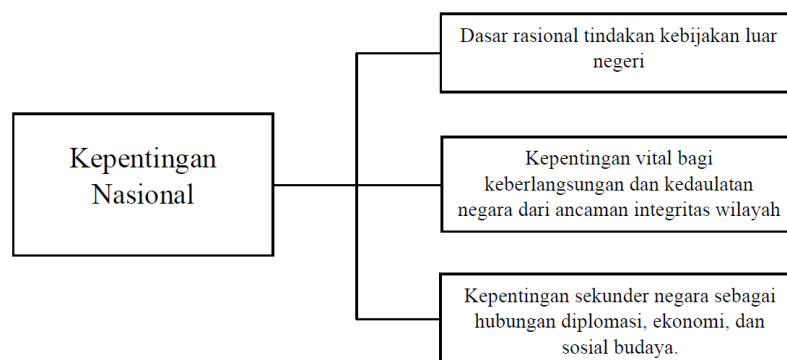 Kepentingan
Nasional
Dasar rasional tindakan kebijakan luar
negeri
Kepentingan vital bagi
keberlangsungan dan kedaulatan
negara dari ancaman integritas wilayah
Kepentingan sekunder negara sebagai
hubungan diplomasi, ekonomi, dan
sosial budaya.